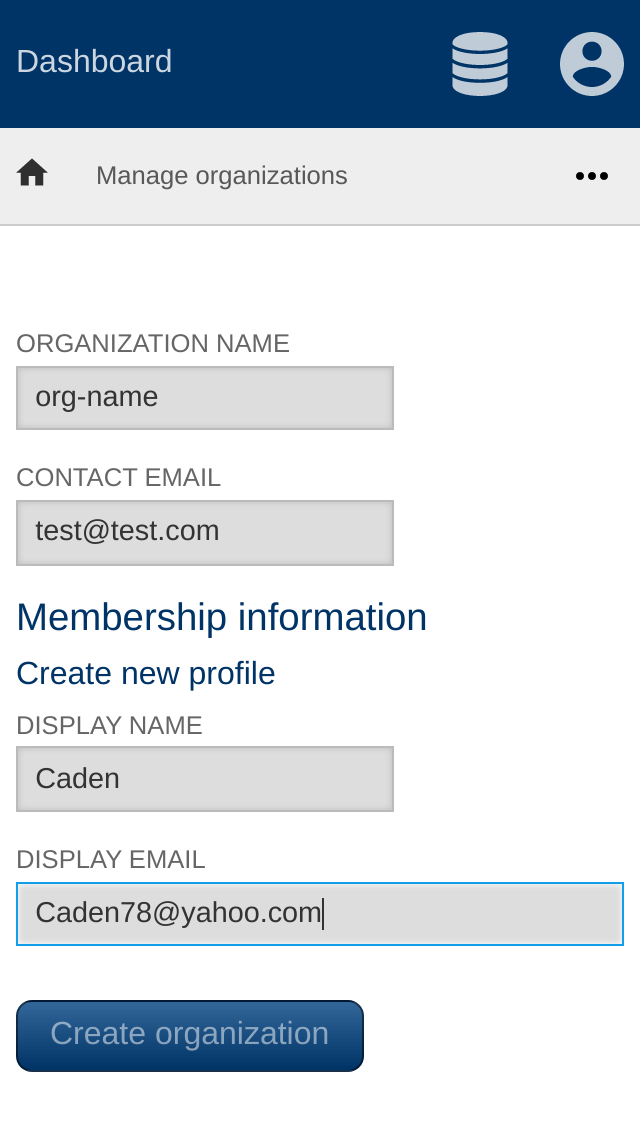 Dashboard
Manage organizations
ORGANIZATION NAME
org-name
CONTACT EMAIL
test@test.com
Membership information
Create new profile
DISPLAY NAME
Caden
DISPLAY EMAIL
Caden78@yahoo.com
Create organization